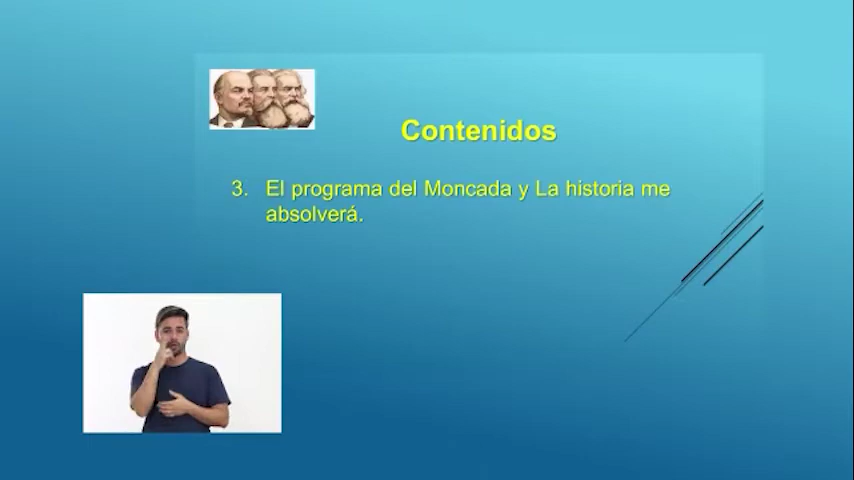 Contenidos
3. El programa del Moncada y La historia me
absolverá.